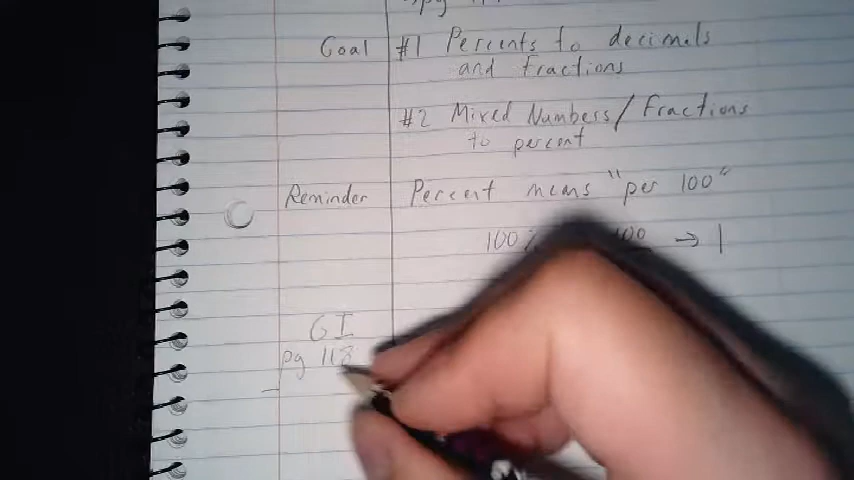 Goal #1 Percents to decimals
and fractions
#2 Mixed Numbers/Fractions
to percent
Reminder Percent means "per 100"
100% 100 → 1
GI
pg 118